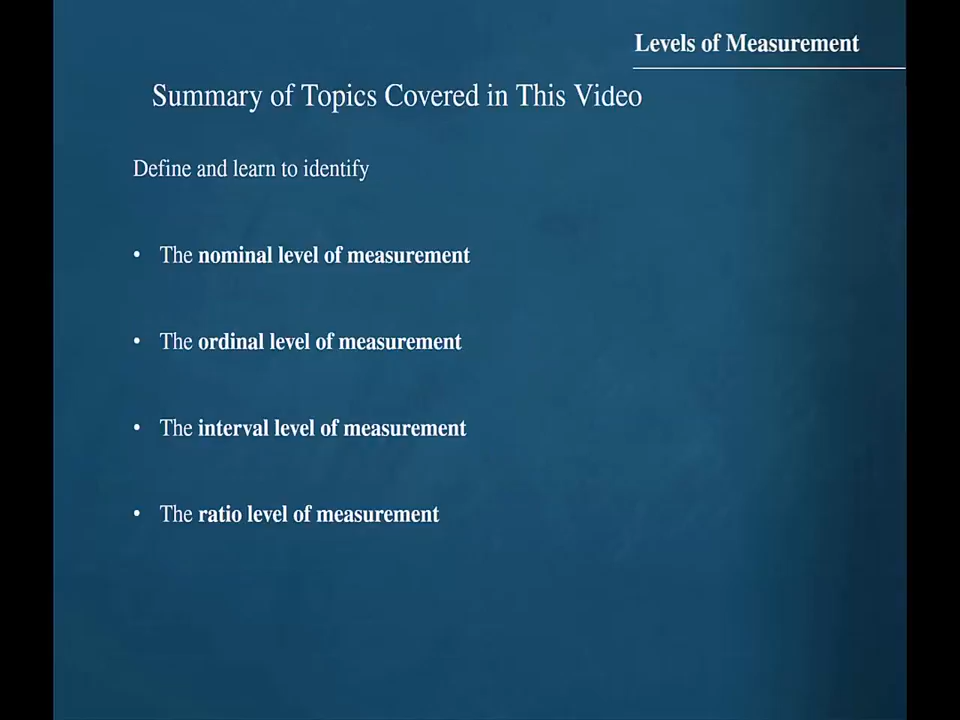 Levels of Measurement
Summary of Topics Covered in This Video
Define and learn to identify
• The nominal level of measurement
• The ordinal level of measurement
• The interval level of measurement
• The ratio level of measurement